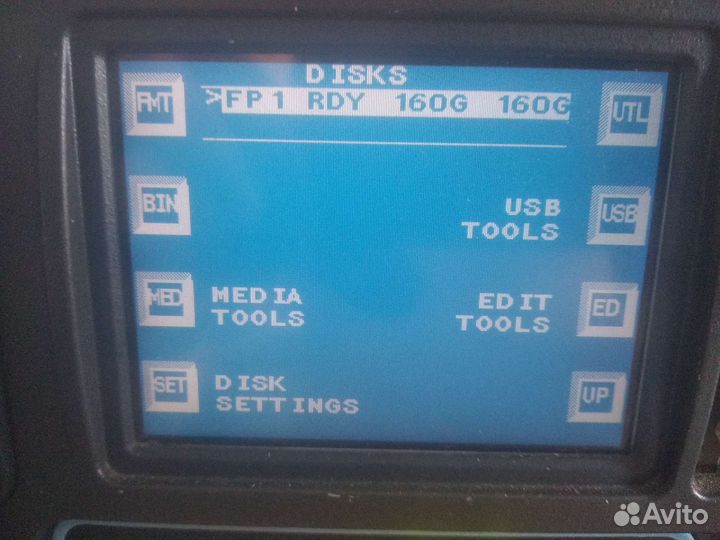 DISKS
FMT >FP1 RDY 160G 160G UTL
BIN USB TOOLS USB
MED MEDIA TOOLS EDIT TOOLS ED
SET DISK SETTINGS UP
Avito